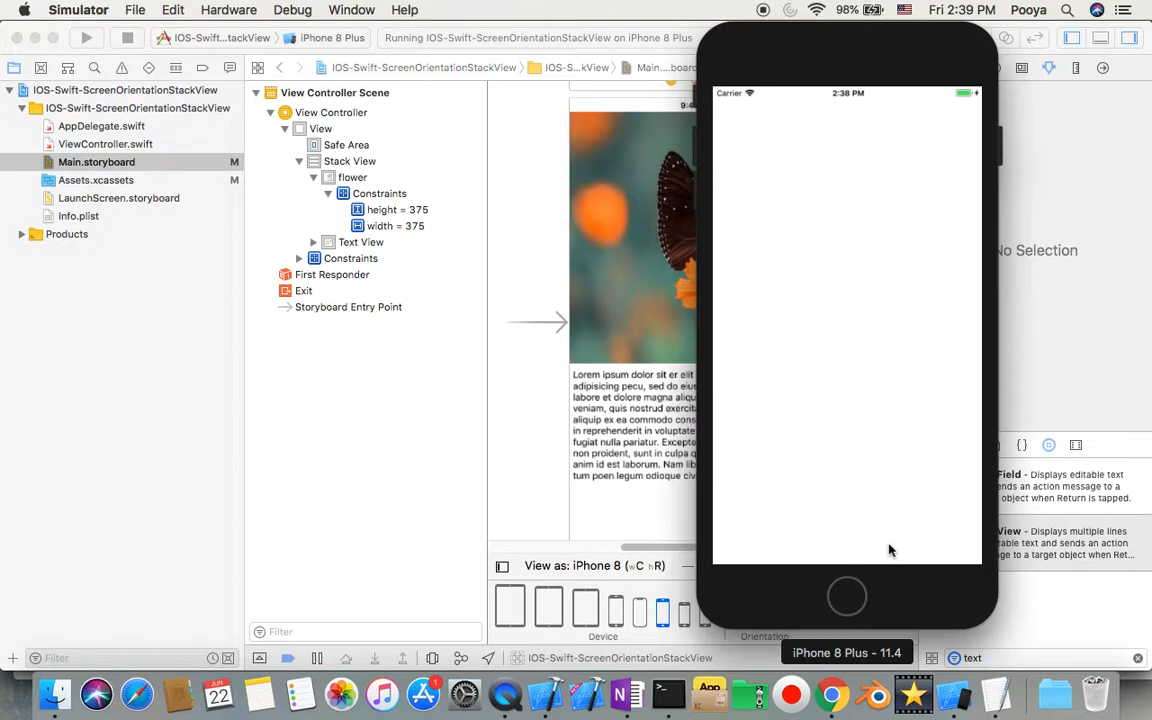 Simulator File Edit Hardware Debug Window Help 98% Fri 2:39 PM Pooya
IOS-Swift...tackView iPhone 8 Plus Running IOS-Swift-ScreenOrientationStackView on iPhone 8 Plus
IOS-Swift-ScreenOrientationStackView IOS-S...kView Main....board
IOS-Swift-ScreenOrientationStackView
IOS-Swift-ScreenOrientationStackView
AppDelegate.swift
ViewController.swift
Main.storyboard M
Assets.xcassets M
LaunchScreen.storyboard
Info.plist
Products
View Controller Scene
View Controller
View
Safe Area
Stack View
flower
Constraints
height = 375
width = 375
Text View
Constraints
First Responder
Exit
Storyboard Entry Point
9:4
Lorem ipsum dolor sit er elit
adipisicing pecu, sed do eius
labore et dolore magna aliqu
veniam, quis nostrud exercita
aliquip ex ea commodo cons
in reprehenderit in voluptate
fugiat nulla pariatur. Excepte
non proident, sunt in culpa q
anim id est laborum. Nam lib
tum poen legum odioque civ
Carrier 2:38 PM
No Selection
Field - Displays editable text
ends an action message to a
object when Return is tapped.
View - Displays multiple lines
ditable text and sends an action
age to a target object when Ret...
View as: iPhone 8 (wC hR)
Device
Orientation
iPhone 8 Plus - 11.4
Filter
Filter
IOS-Swift-ScreenOrientationStackView
text
JUN
22
1
App